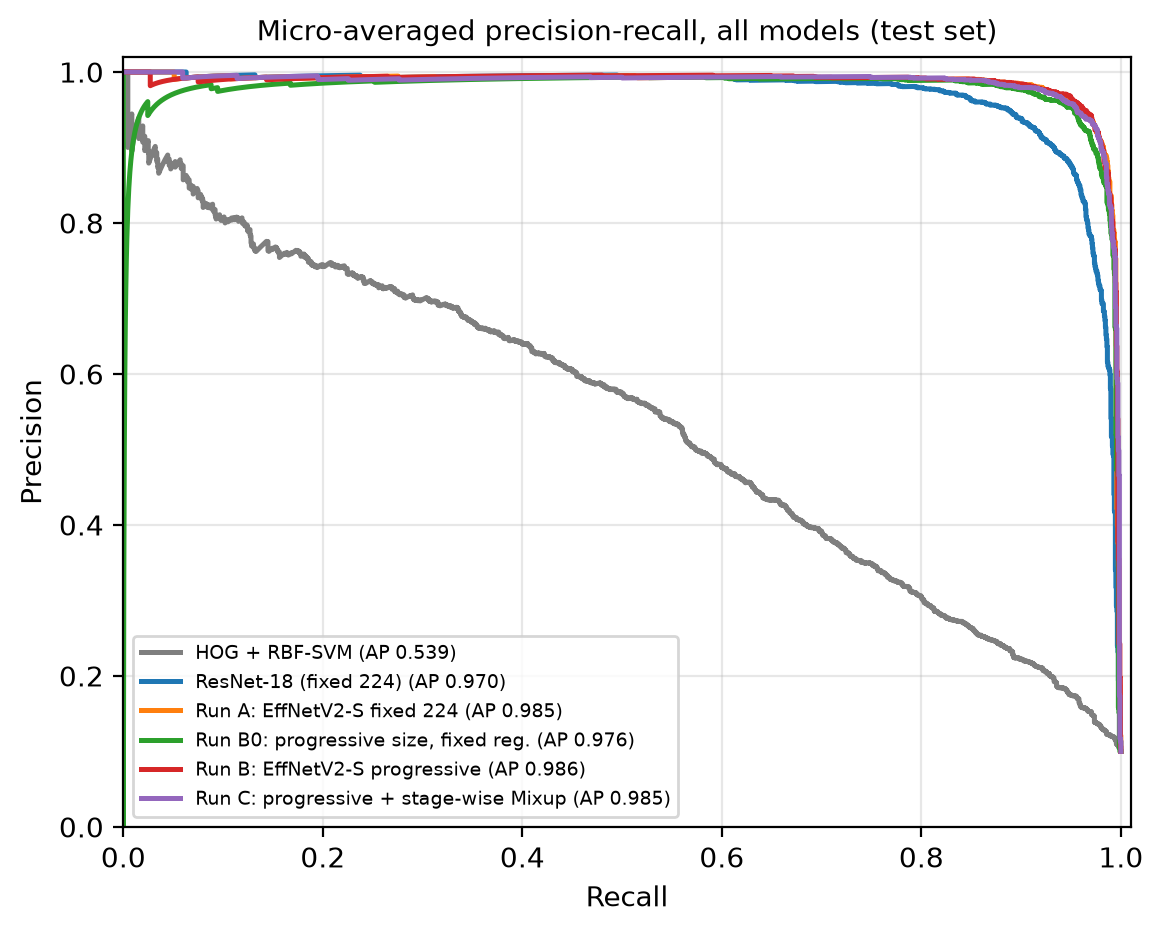 Micro-averaged precision-recall, all models (test set)
1.0
0.8
0.6
0.4
0.2
0.0
Precision
HOG + RBF-SVM (AP 0.539)
ResNet-18 (fixed 224) (AP 0.970)
Run A: EffNetV2-S fixed 224 (AP 0.985)
Run B0: progressive size, fixed reg. (AP 0.976)
Run B: EffNetV2-S progressive (AP 0.986)
Run C: progressive + stage-wise Mixup (AP 0.985)
0.0 0.2 0.4 0.6 0.8 1.0
Recall